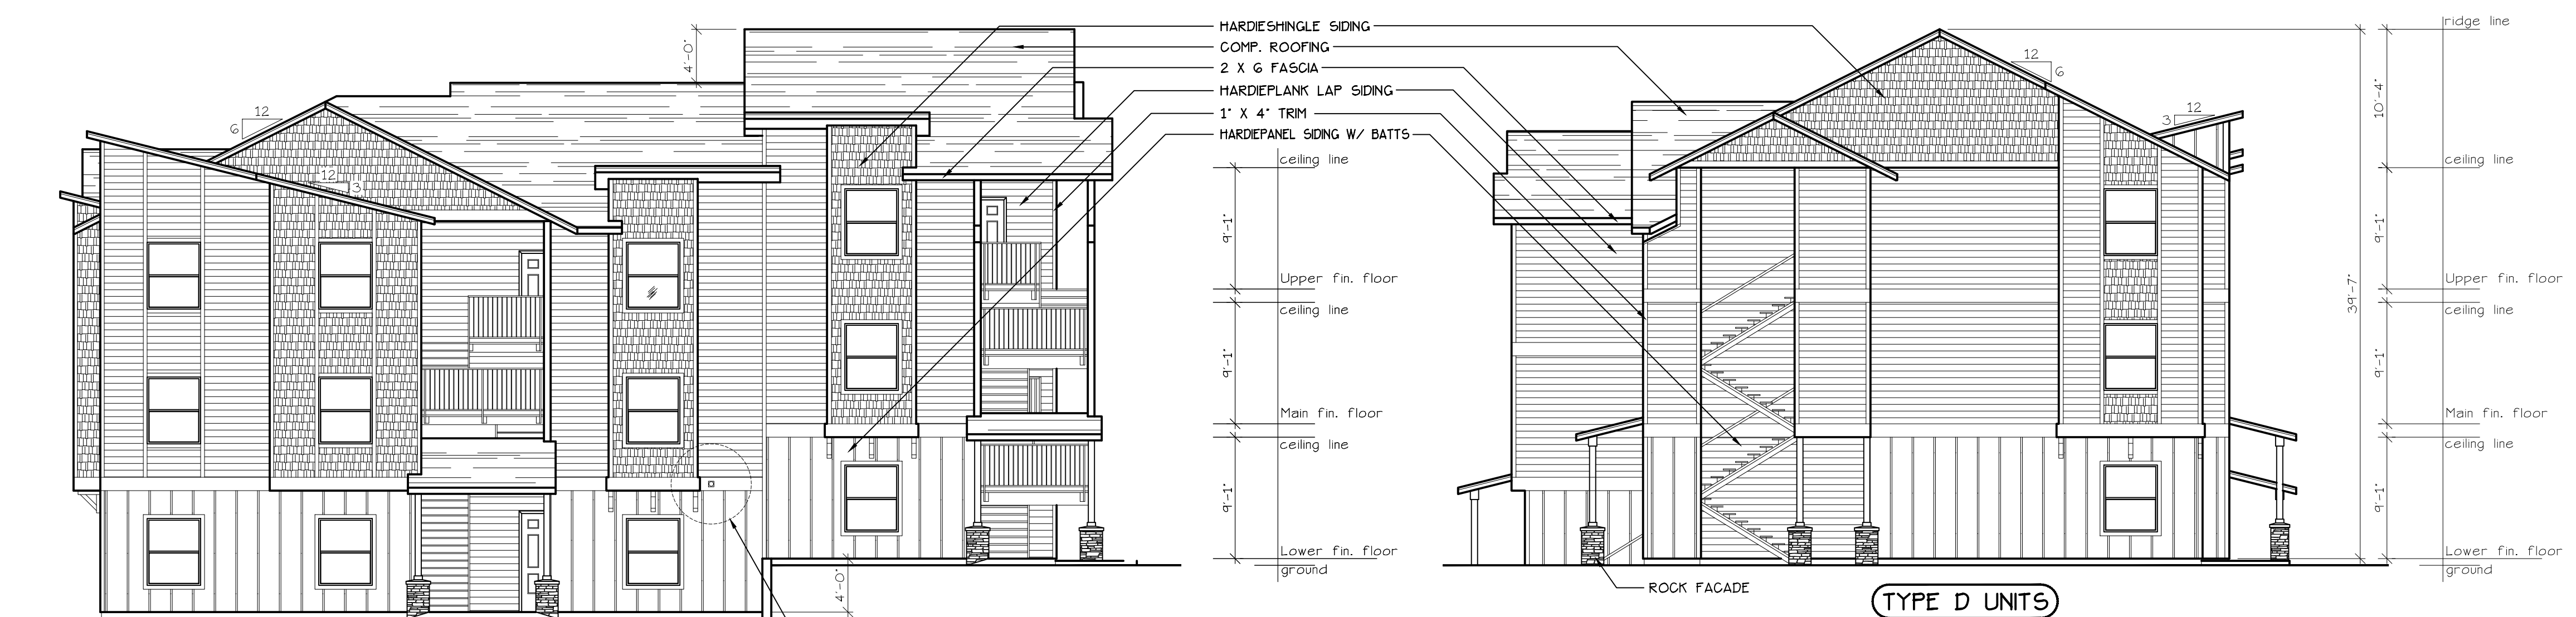 4'-0"
HARDIESHINGLE SIDING
COMP. ROOFING
2 X 6 FASCIA
HARDIEPLANK LAP SIDING
1" X 4" TRIM
HARDIEPANEL SIDING W/ BATTS
12
6
12
3
ceiling line
9'-1"
Upper fin. floor
ceiling line
9'-1"
Main fin. floor
ceiling line
9'-1"
Lower fin. floor
ground
4'-0"
12
6
12
3
ROCK FACADE
TYPE D UNITS
39'-7"
ridge line
10'-4"
ceiling line
9'-1"
Upper fin. floor
ceiling line
9'-1"
Main fin. floor
ceiling line
9'-1"
Lower fin. floor
ground